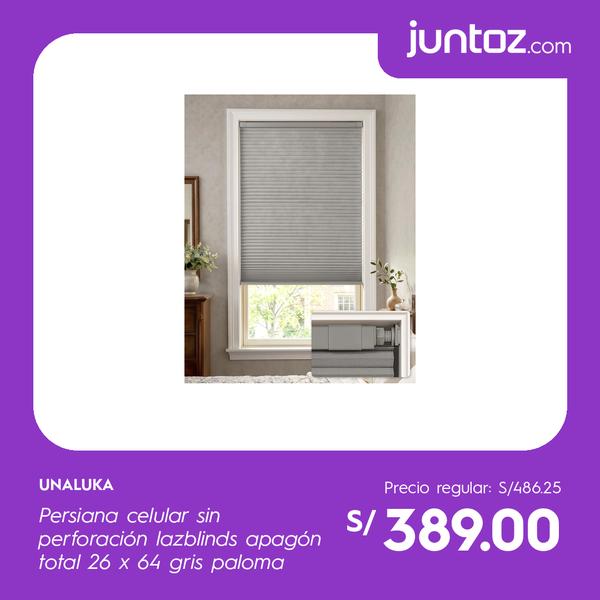 juntoz.com
UNALUKA
Persiana celular sin
perforación lazblinds apagón
total 26 x 64 gris paloma
Precio regular: S/486.25
S/ 389.00